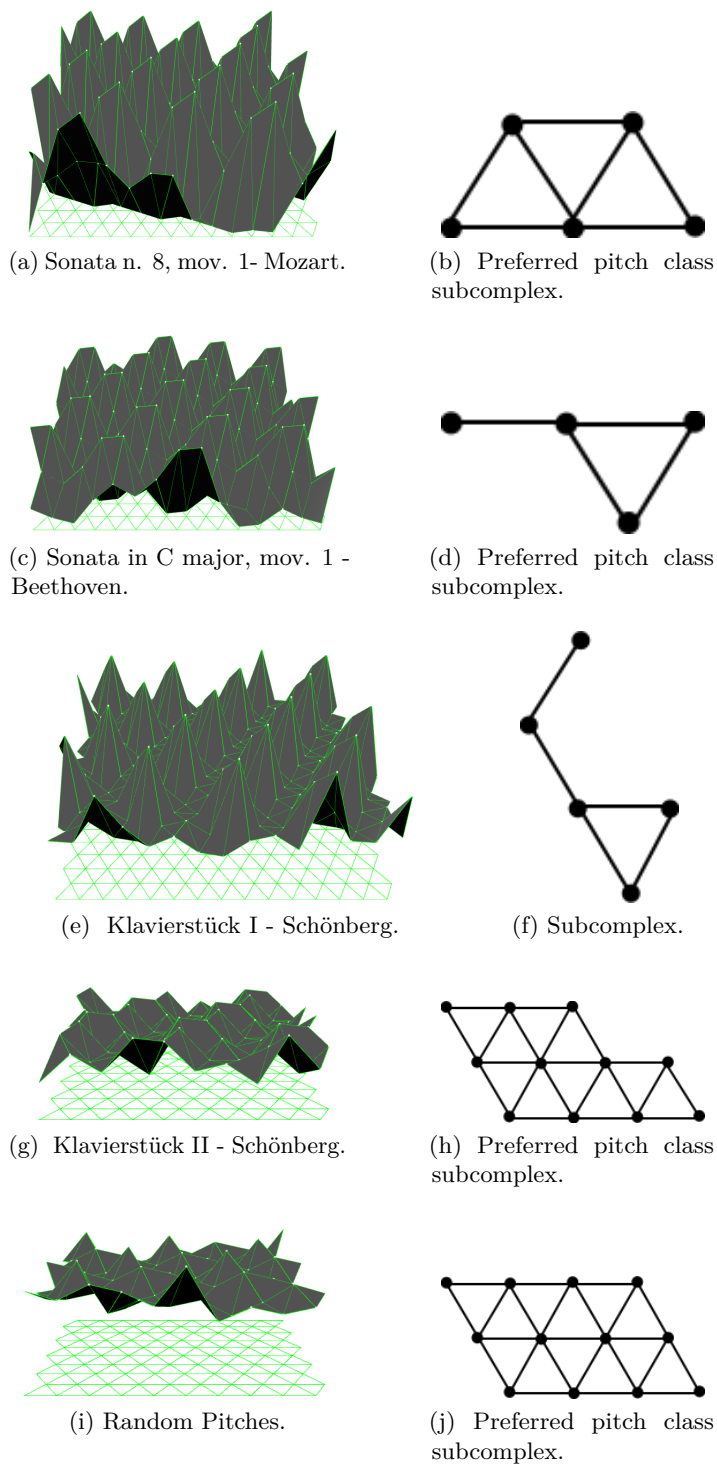 (a) Sonata n. 8, mov. 1- Mozart.
(b) Preferred pitch class
subcomplex.
(c) Sonata in C major, mov. 1 -
Beethoven.
(d) Preferred pitch class
subcomplex.
(e) Klavierstück I - Schönberg.
(f) Subcomplex.
(g) Klavierstück II - Schönberg.
(h) Preferred pitch class
subcomplex.
(i) Random Pitches.
(j) Preferred pitch class
subcomplex.